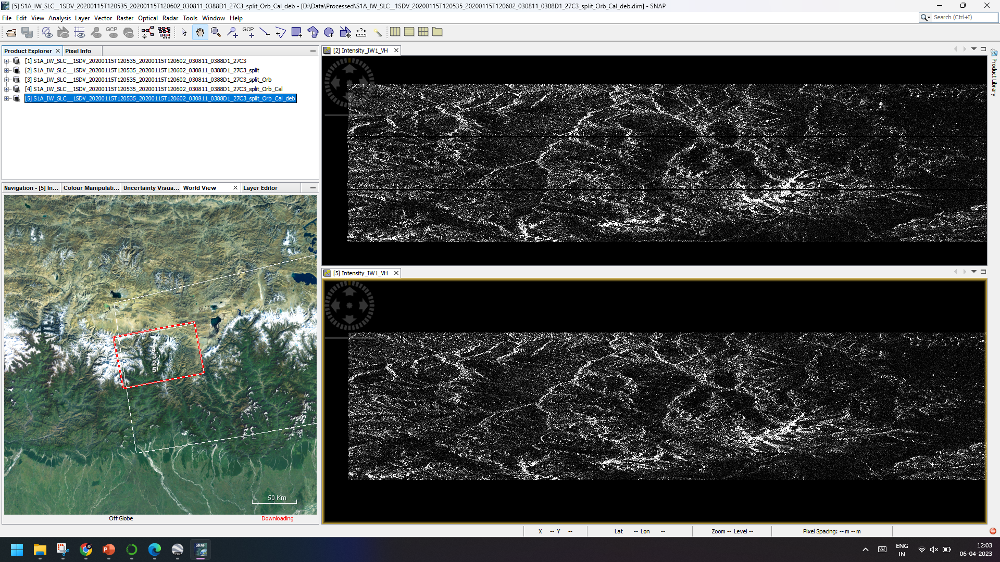 [5] S1A_IW_SLC__1SDV_20200115T120535_20200115T120602_030811_0388D1_27C3_split_Orb_Cal_deb - [D:\Data\Processed\S1A_IW_SLC__1SDV_20200115T120535_20200115T120602_030811_0388D1_27C3_split_Orb_Cal_deb.dim] - SNAP
File Edit View Analysis Layer Vector Raster Optical Radar Tools Window Help
Search (Ctrl+I)
GCP GCP
Product Explorer Pixel Info
[1] S1A_IW_SLC__1SDV_20200115T120535_20200115T120602_030811_0388D1_27C3
[2] S1A_IW_SLC__1SDV_20200115T120535_20200115T120602_030811_0388D1_27C3_split
[3] S1A_IW_SLC__1SDV_20200115T120535_20200115T120602_030811_0388D1_27C3_split_Orb
[4] S1A_IW_SLC__1SDV_20200115T120535_20200115T120602_030811_0388D1_27C3_split_Orb_Cal
[5] S1A_IW_SLC__1SDV_20200115T120535_20200115T120602_030811_0388D1_27C3_split_Orb_Cal_deb
[2] Intensity_IW1_VH
Product Library
Navigation - [5] In... Colour Manipulati... Uncertainty Visua... World View Layer Editor
1
5
50 Km
Off Globe Downloading
[5] Intensity_IW1_VH
X -- Y -- Lat -- Lon -- Zoom -- Level -- Pixel Spacing: -- m -- m
SNAP
ENG
IN
12:03
06-04-2023